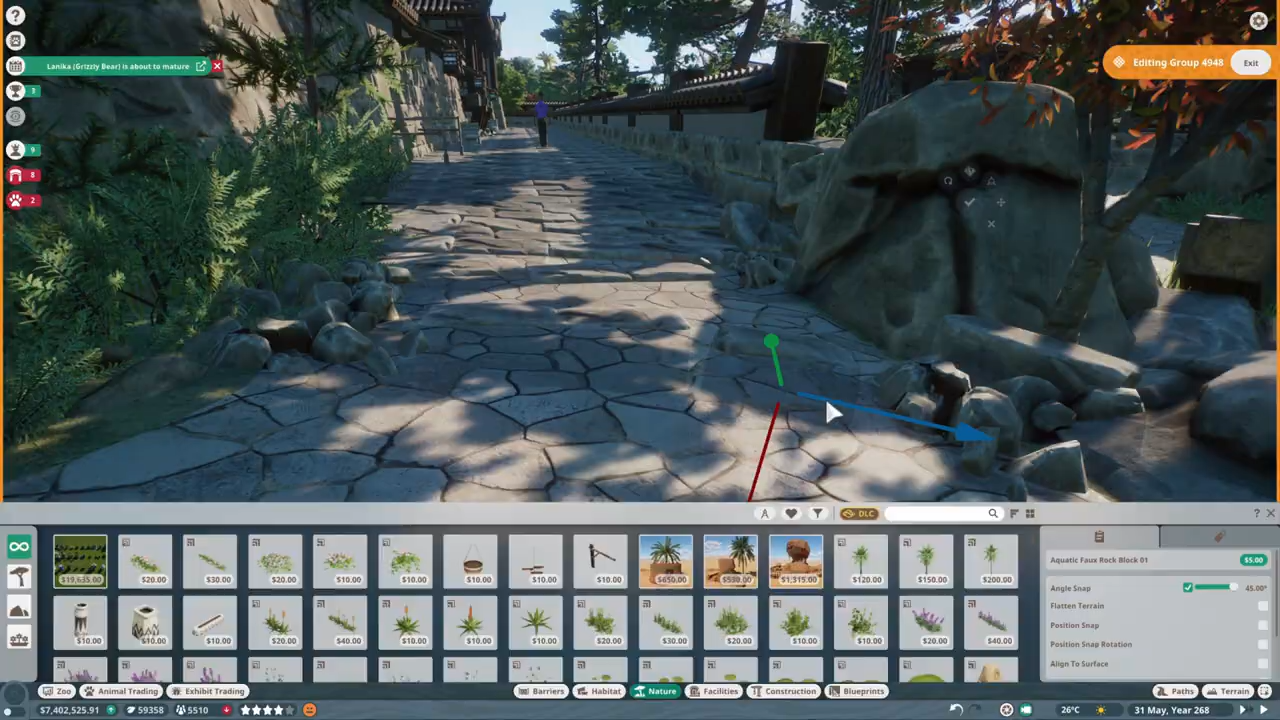 ?
Lanika (Grizzly Bear) is about to mature
3
9
8
2
Editing Group 4948
Exit
A
DLC
?
$19,635.00
$20.00
$30.00
$20.00
$10.00
$10.00
$10.00
$10.00
$10.00
$650.00
$550.00
$1,315.00
$120.00
$150.00
$200.00
$10.00
$10.00
$10.00
$20.00
$40.00
$10.00
$10.00
$10.00
$20.00
$30.00
$20.00
$10.00
$10.00
$20.00
$40.00
Aquatic Faux Rock Block 01
$5.00
Angle Snap
45.00°
Flatten Terrain
Position Snap
Position Snap Rotation
Align To Surface
Zoo
Animal Trading
Exhibit Trading
Barriers
Habitat
Nature
Facilities
Construction
Blueprints
Paths
Terrain
$7,402,525.91
59358
5510
26°C
31 May, Year 268